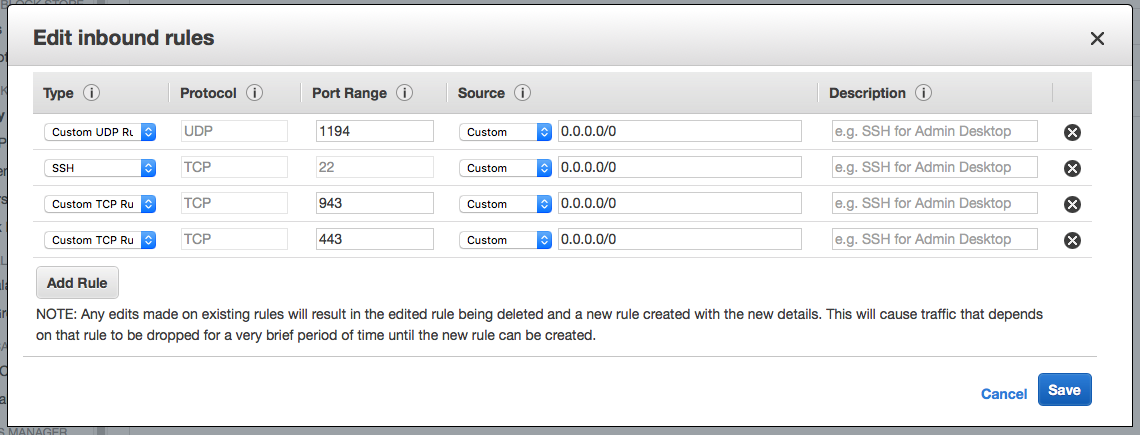 BLOCK STORE
Edit inbound rules
Type Protocol Port Range Source Description
Custom UDP Ru UDP 1194 Custom 0.0.0.0/0 e.g. SSH for Admin Desktop
SSH TCP 22 Custom 0.0.0.0/0 e.g. SSH for Admin Desktop
Custom TCP Ru TCP 943 Custom 0.0.0.0/0 e.g. SSH for Admin Desktop
Custom TCP Ru TCP 443 Custom 0.0.0.0/0 e.g. SSH for Admin Desktop
Add Rule
NOTE: Any edits made on existing rules will result in the edited rule being deleted and a new rule created with the new details. This will cause traffic that depends
on that rule to be dropped for a very brief period of time until the new rule can be created.
Cancel Save
S MANAGER